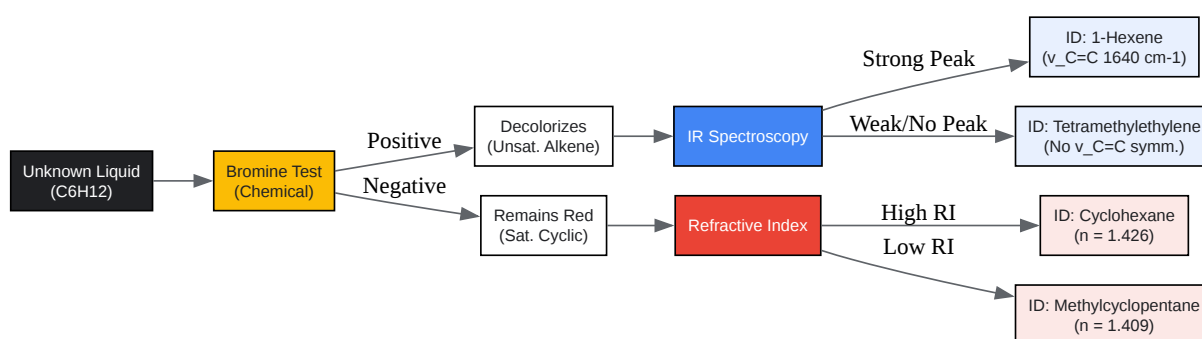 Unknown Liquid
(C6H12)
Bromine Test
(Chemical)
Positive
Negative
Decolorizes
(Unsat. Alkene)
Remains Red
(Sat. Cyclic)
IR Spectroscopy
Refractive Index
Strong Peak
Weak/No Peak
High RI
Low RI
ID: 1-Hexene
(v_C=C 1640 cm-1)
ID: Tetramethylethylene
(No v_C=C symm.)
ID: Cyclohexane
(n = 1.426)
ID: Methylcyclopentane
(n = 1.409)